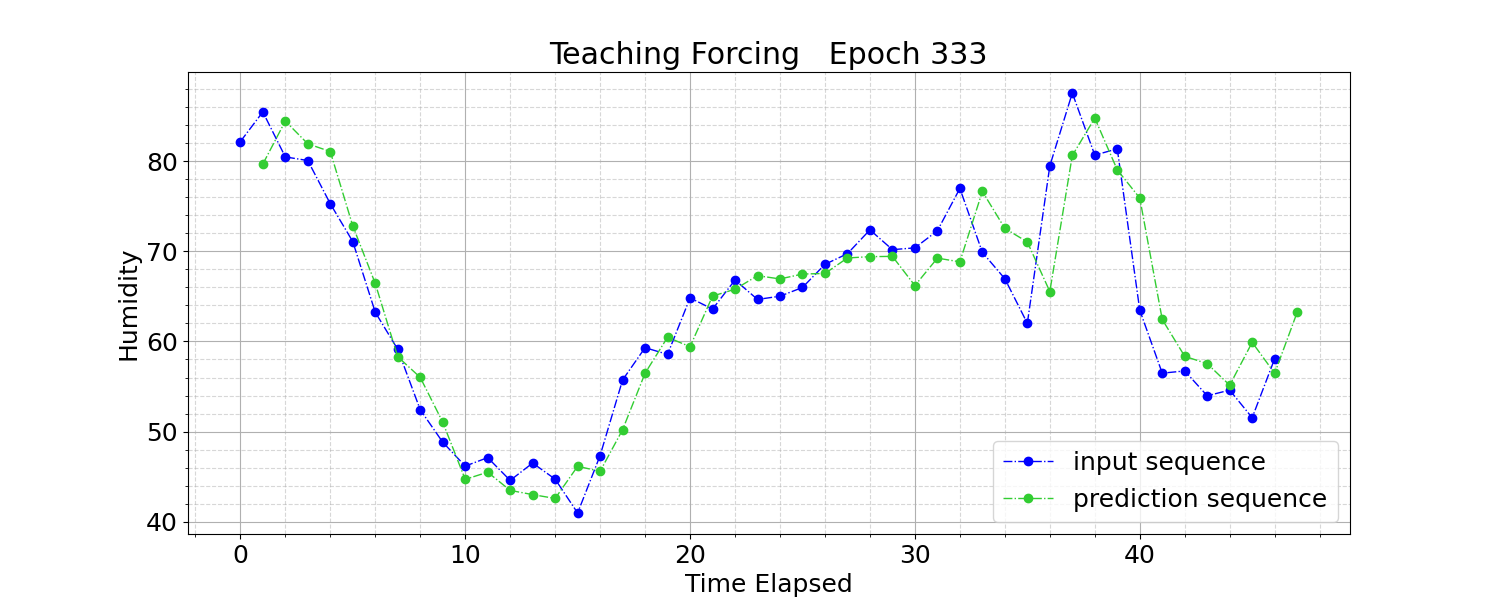 Teaching Forcing   Epoch 333
Humidity
80
70
60
50
40
0 10 20 30 40
Time Elapsed
input sequence
prediction sequence